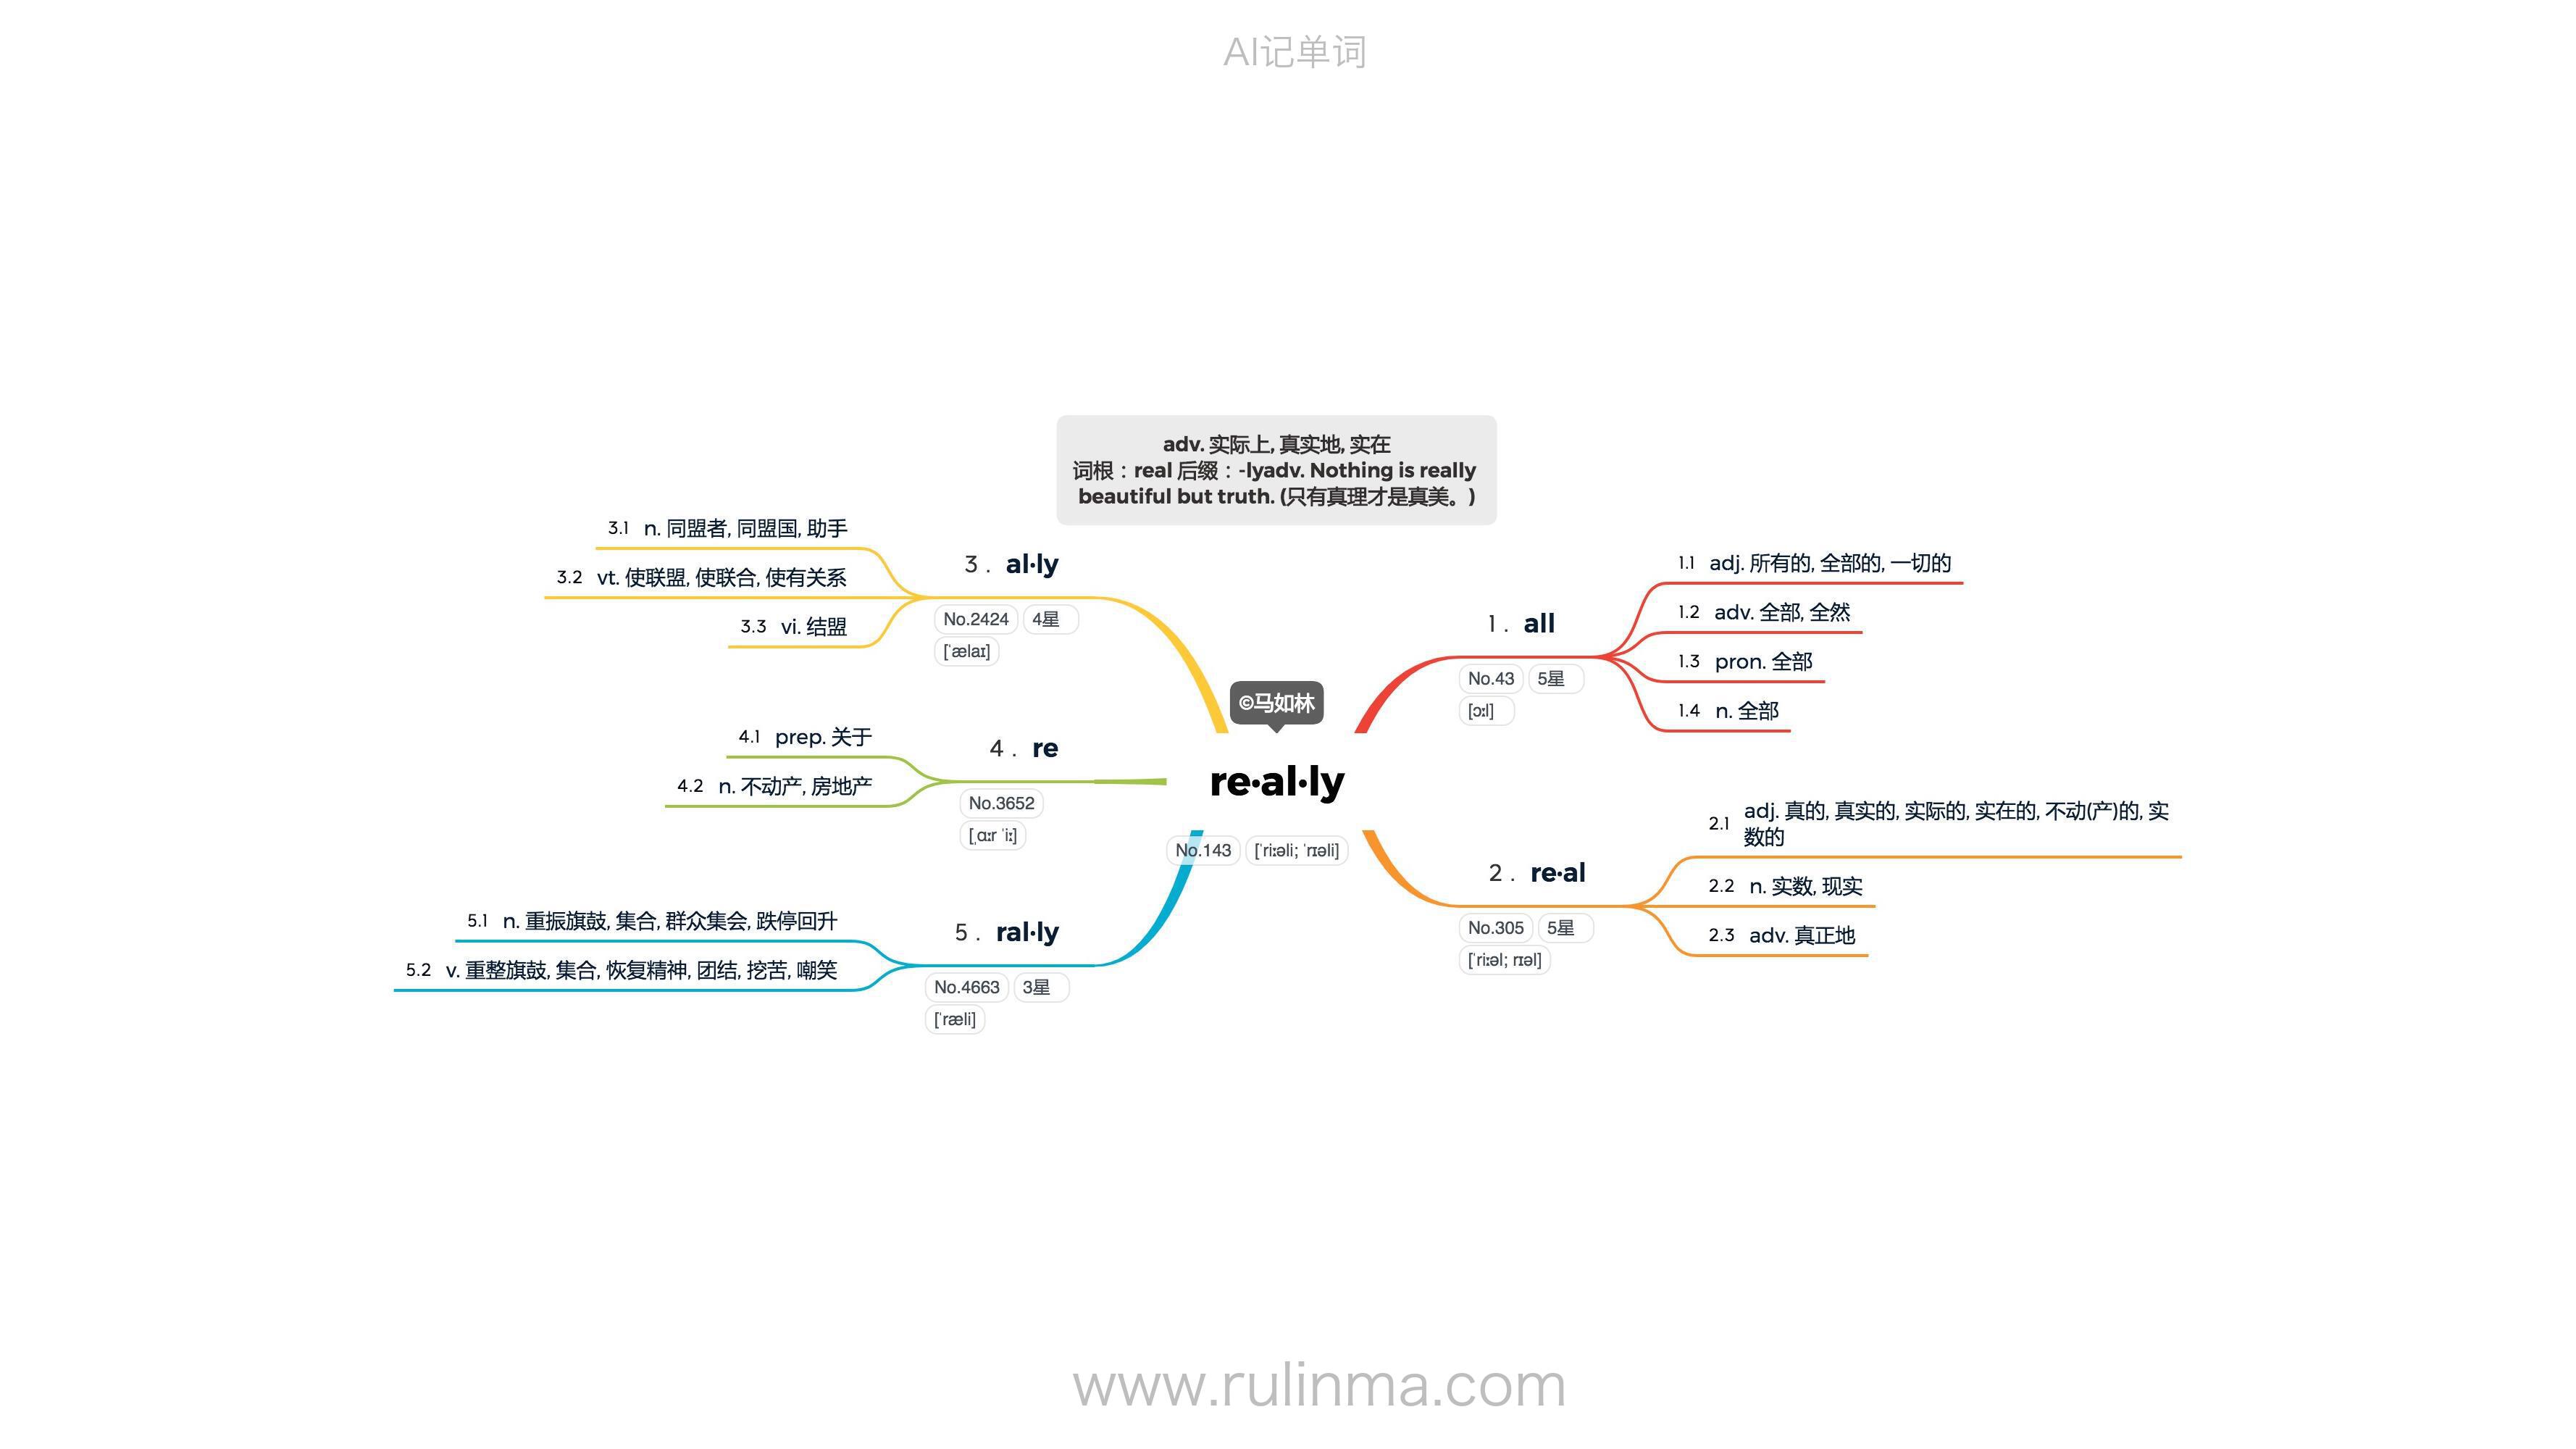 AI记单词
adv. 实际上, 真实地, 实在
词根：real 后缀：-lyadv. Nothing is really
beautiful but truth. (只有真理才是真美。)
©马如林
re·al·ly
No.143 [ˈriːəli; ˈrɪəli]
1. all
No.43 5星
[ɔːl]
1.1 adj. 所有的, 全部的, 一切的
1.2 adv. 全部, 全然
1.3 pron. 全部
1.4 n. 全部
2. re·al
No.305 5星
[ˈriːəl; rɪəl]
2.1 adj. 真的, 真实的, 实际的, 实在的, 不动(产)的, 实
数的
2.2 n. 实数, 现实
2.3 adv. 真正地
3. al·ly
No.2424 4星
[ˈælaɪ]
3.1 n. 同盟者, 同盟国, 助手
3.2 vt. 使联盟, 使联合, 使有关系
3.3 vi. 结盟
4. re
No.3652
[ˌɑːr ˈiː]
4.1 prep. 关于
4.2 n. 不动产, 房地产
5. ral·ly
No.4663 3星
[ˈræli]
5.1 n. 重振旗鼓, 集合, 群众集会, 跌停回升
5.2 v. 重整旗鼓, 集合, 恢复精神, 团结, 挖苦, 嘲笑
www.rulinma.com